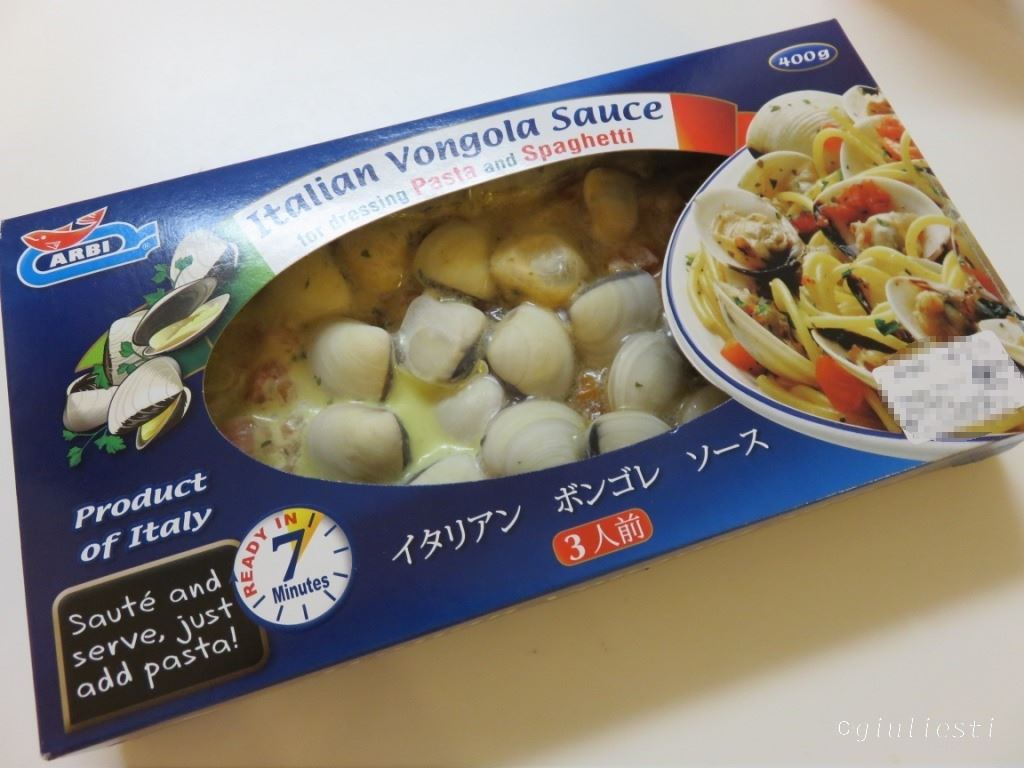 400g
Italian Vongola Sauce
for dressing Pasta and Spaghetti
ARBI
Product
of Italy
READY IN
7
Minutes
イタリアン ボンゴレ ソース
3人前
Sauté and
serve, just
add pasta!
©giuliesti